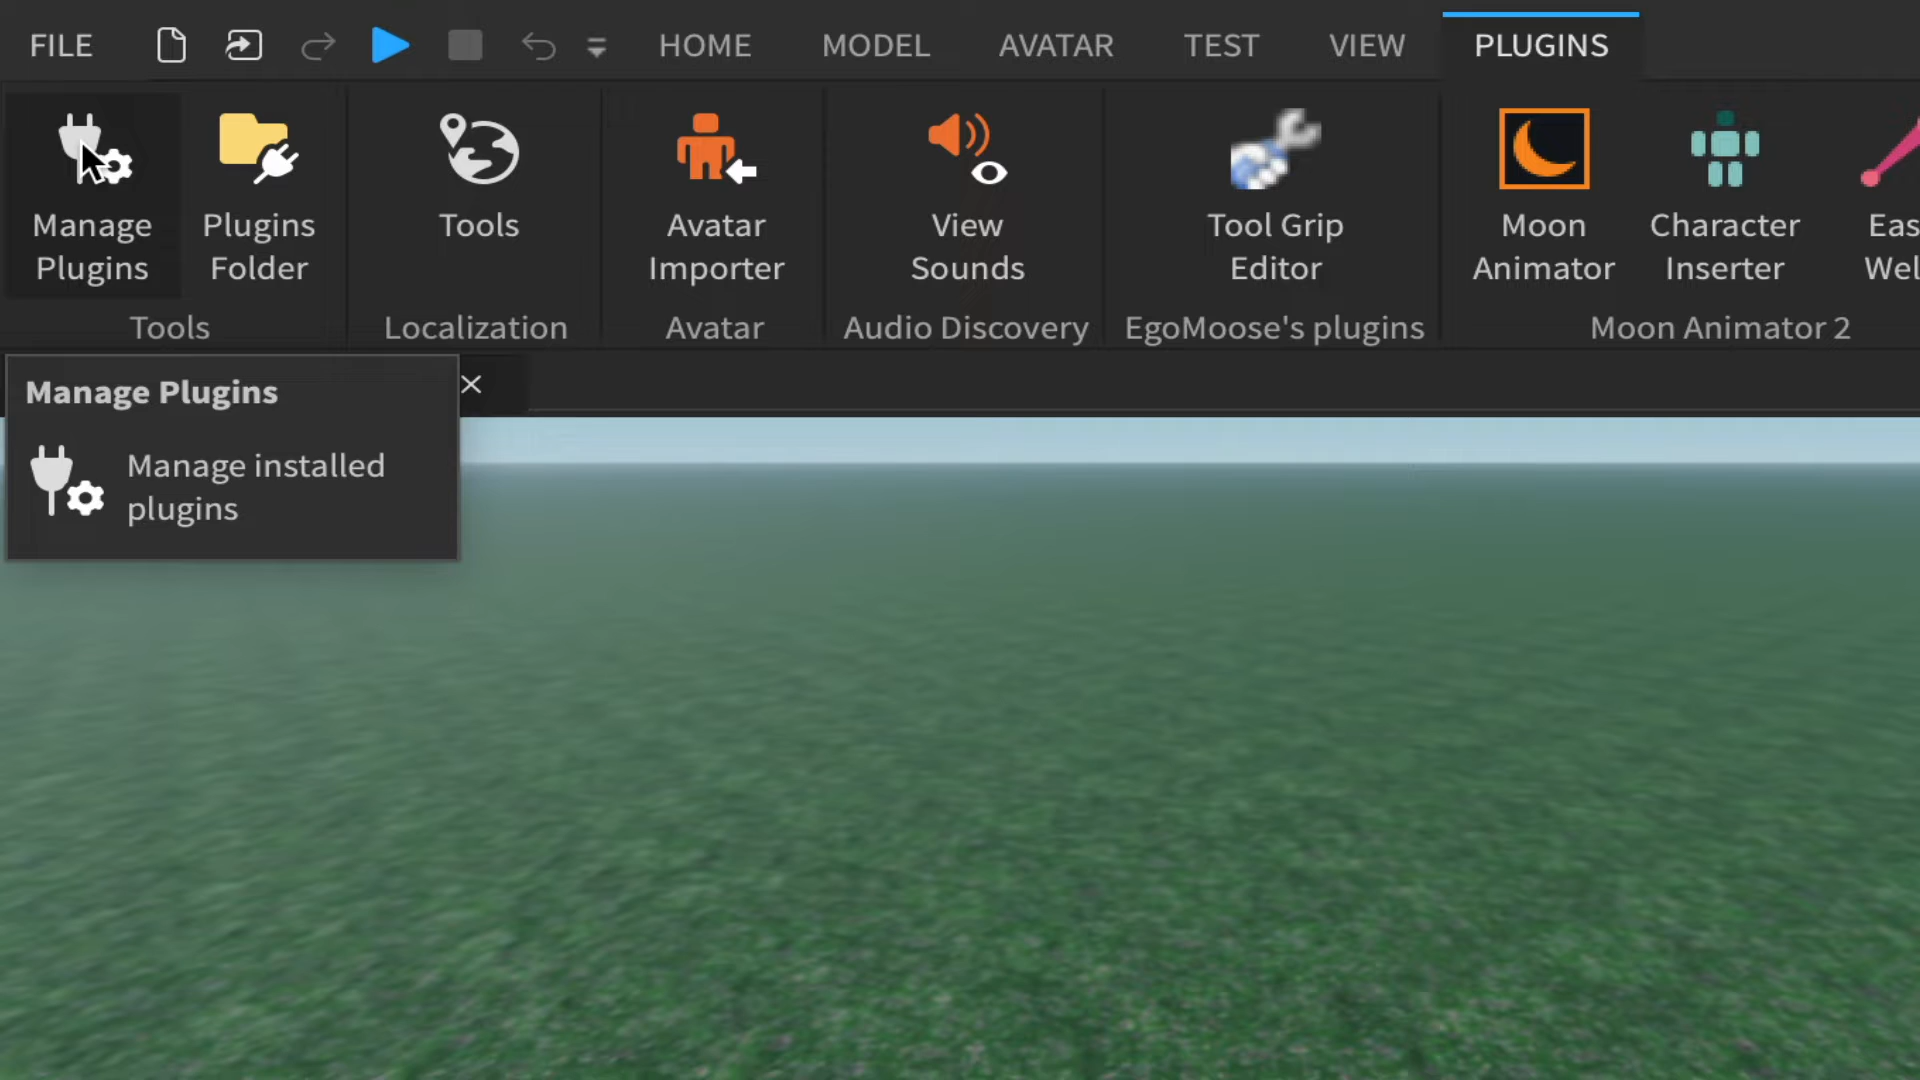 FILE HOME MODEL AVATAR TEST VIEW PLUGINS
Manage
Plugins
Plugins
Folder
Tools
Tools
Localization
Avatar
Importer
Avatar
View
Sounds
Audio Discovery
Tool Grip
Editor
EgoMoose's plugins
Moon
Animator
Character
Inserter
Eas
Wel
Moon Animator 2
Manage Plugins
Manage installed
plugins